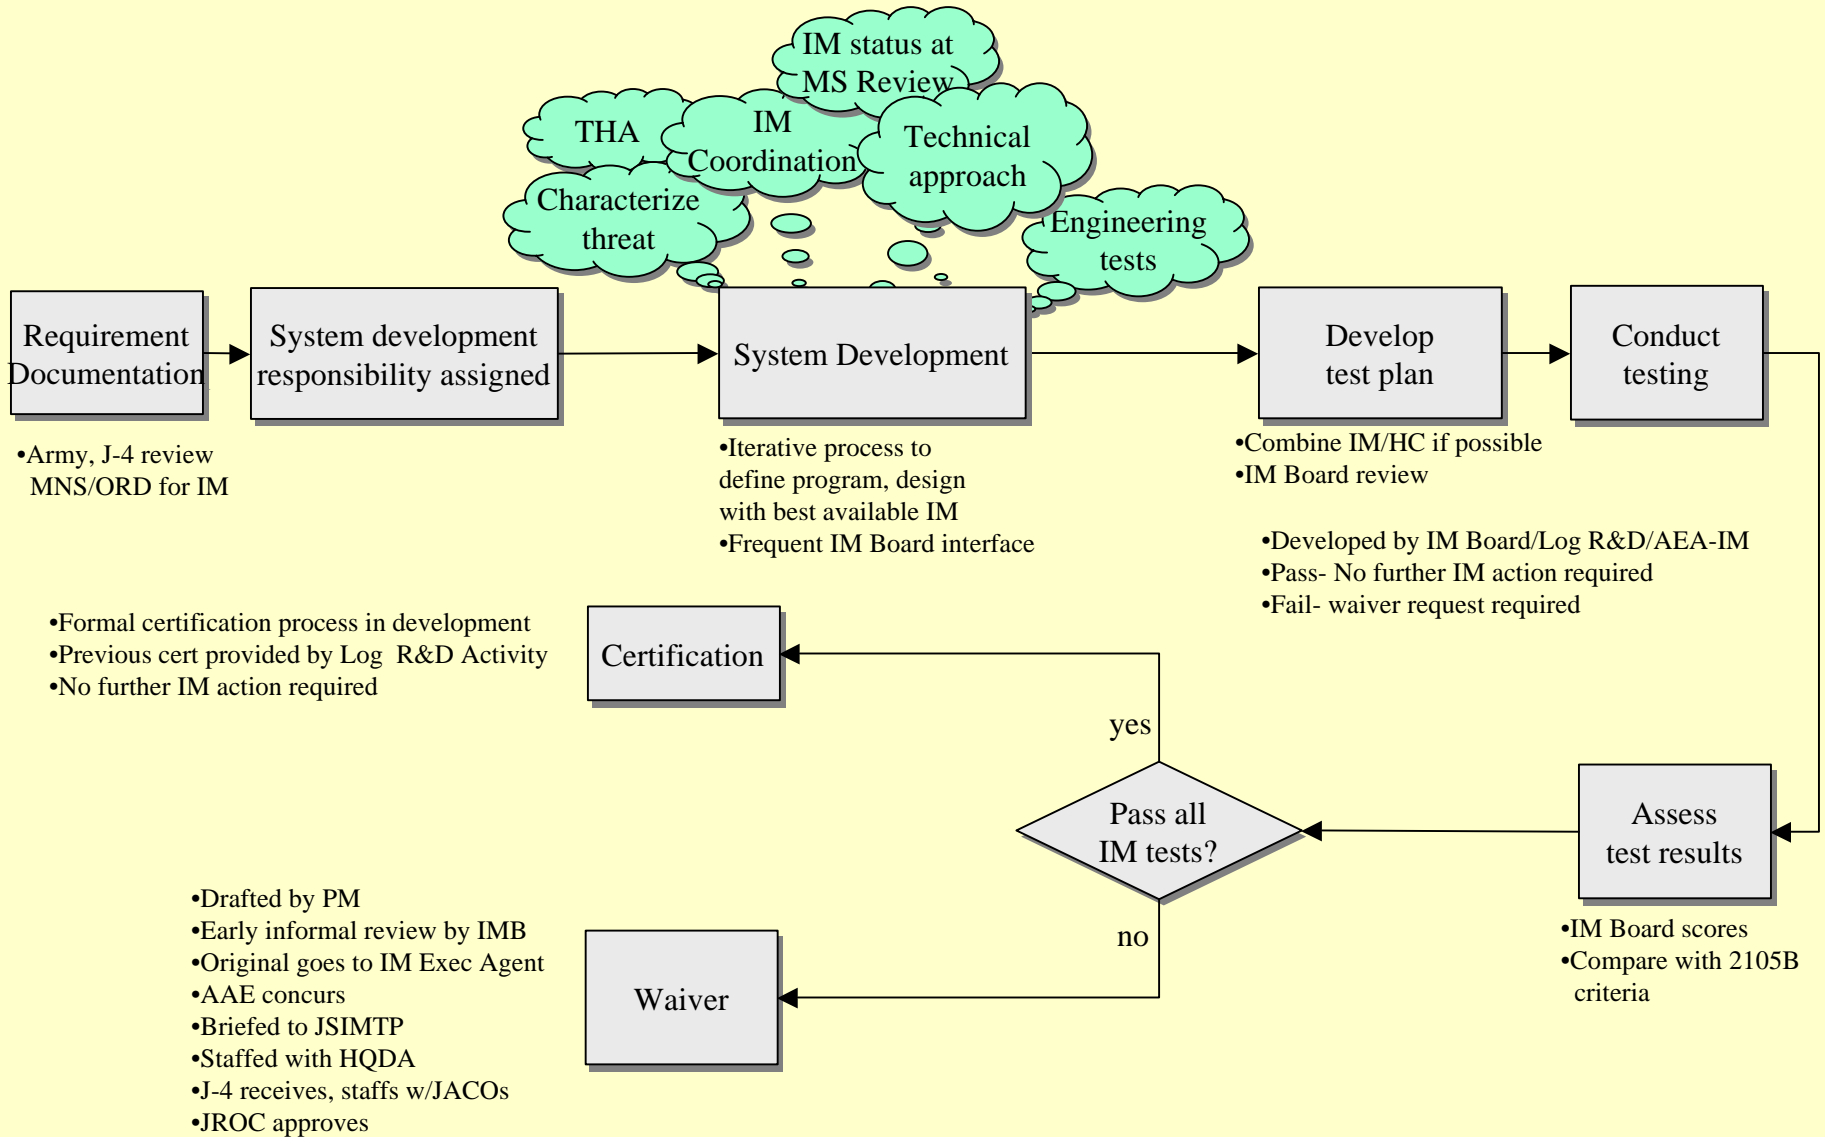 IM status at
MS Review
THA
IM
Coordination
Technical
approach
Characterize
threat
Engineering
tests
Requirement
Documentation
System development
responsibility assigned
System Development
Develop
test plan
Conduct
testing
•Army, J-4 review
MNS/ORD for IM
•Iterative process to
define program, design
with best available IM
•Frequent IM Board interface
•Combine IM/HC if possible
•IM Board review
•Developed by IM Board/Log R&D/AEA-IM
•Pass- No further IM action required
•Fail- waiver request required
•Formal certification process in development
•Previous cert provided by Log R&D Activity
•No further IM action required
Certification
yes
Pass all
IM tests?
Assess
test results
no
•IM Board scores
•Compare with 2105B
criteria
•Drafted by PM
•Early informal review by IMB
•Original goes to IM Exec Agent
•AAE concurs
•Briefed to JSIMTP
•Staffed with HQDA
•J-4 receives, staffs w/JACOs
•JROC approves
Waiver